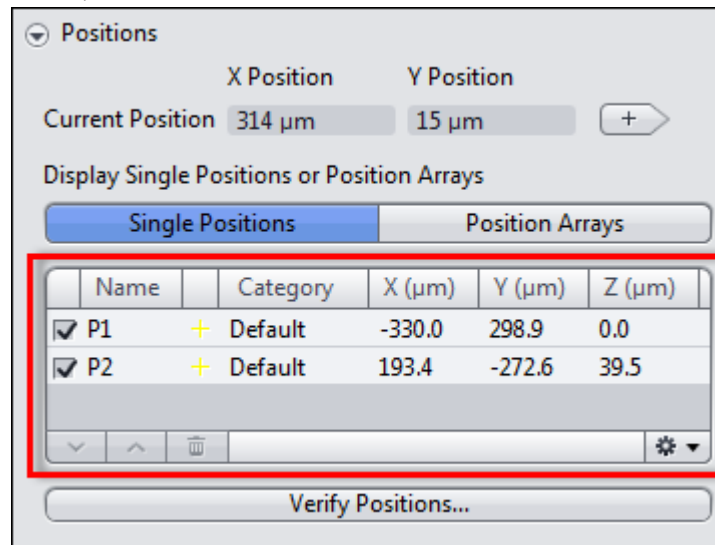 Positions
X Position Y Position
Current Position 314 µm 15 µm +
Display Single Positions or Position Arrays
Single Positions Position Arrays
Name Category X (µm) Y (µm) Z (µm)
P1 Default -330.0 298.9 0.0
P2 Default 193.4 -272.6 39.5
Verify Positions...